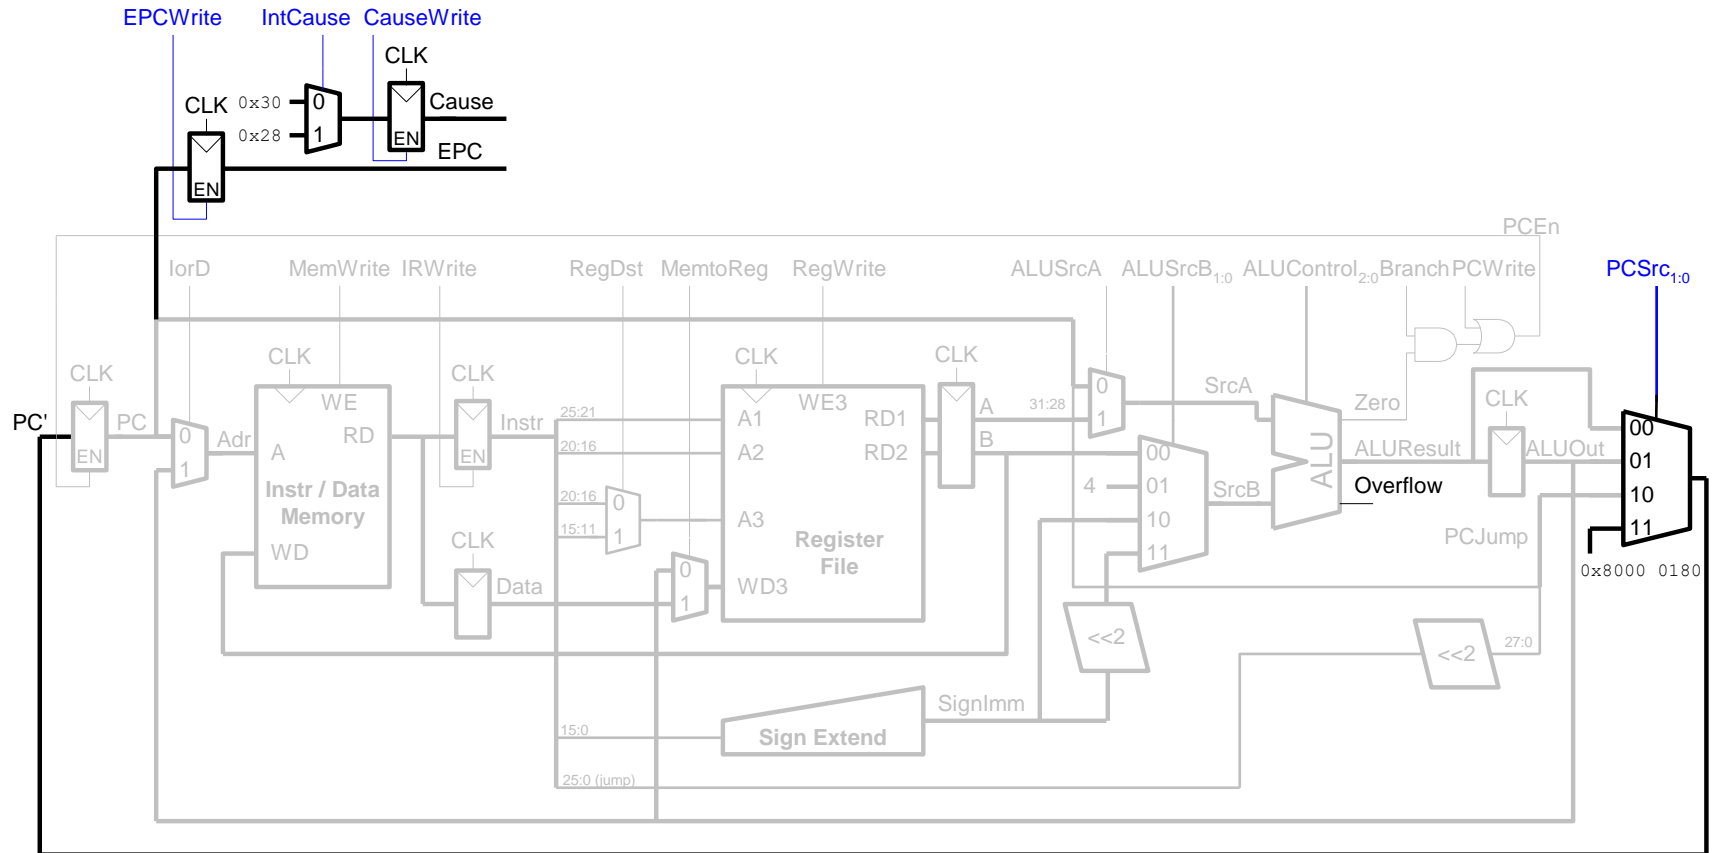 EPCWrite IntCause CauseWrite
CLK
CLK 0x30 0 Cause
0x28 1 EN
EPC
EN
PCEn
IorD MemWrite IRWrite RegDst MemtoReg RegWrite ALUSrcA ALUSrcB1:0 ALUControl2:0 Branch PCWrite PCSrc1:0
CLK CLK CLK
CLK CLK SrcA
0 WE WE3 A 31:28 Zero CLK
PC' PC 0 Adr RD Instr 25:21 A1 RD1 1 00
EN 1 A EN 20:16 A2 RD2 B 00 ALU ALUResult ALUOut 01
Instr / Data 20:16 0 4 01 SrcB Overflow 10
Memory 15:11 1 A3 10 11
WD CLK Register 11 PCJump
Data 0 File 0x8000 0180
1 WD3
<<2 <<2 27:0
SignImm
15:0 Sign Extend
25:0 (jump)